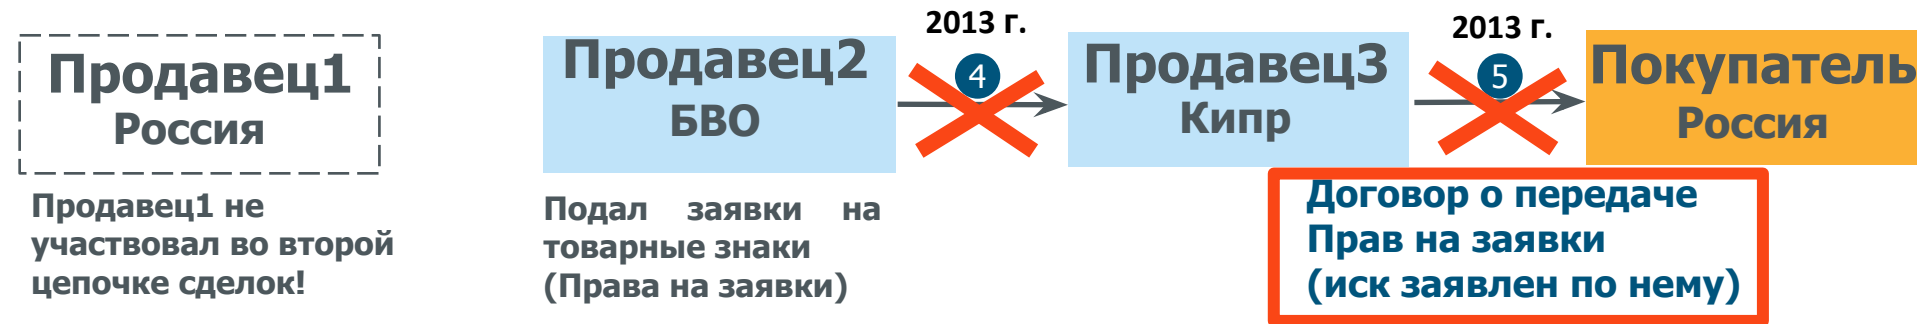 Продавец1
Россия
Продавец1 не
участвовал во второй
цепочке сделок!
Продавец2
БВО
Подал заявки на
товарные знаки
(Права на заявки)
2013 г.
4
Продавец3
Кипр
2013 г.
5
Покупатель
Россия
Договор о передаче
Прав на заявки
(иск заявлен по нему)